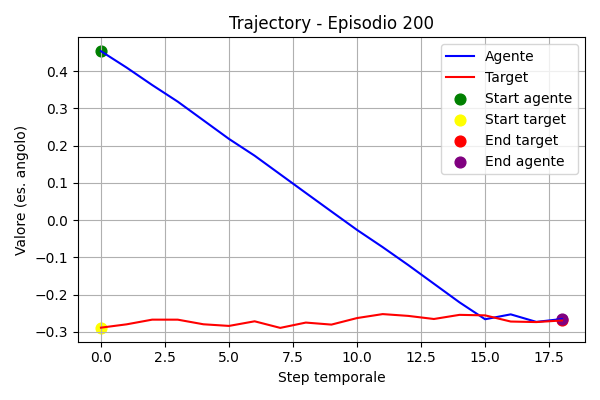 Trajectory - Episodio 200
Valore (es. angolo)
0.4
0.3
0.2
0.1
0.0
−0.1
−0.2
−0.3
Agente
Target
Start agente
Start target
End target
End agente
0.0 2.5 5.0 7.5 10.0 12.5 15.0 17.5
Step temporale